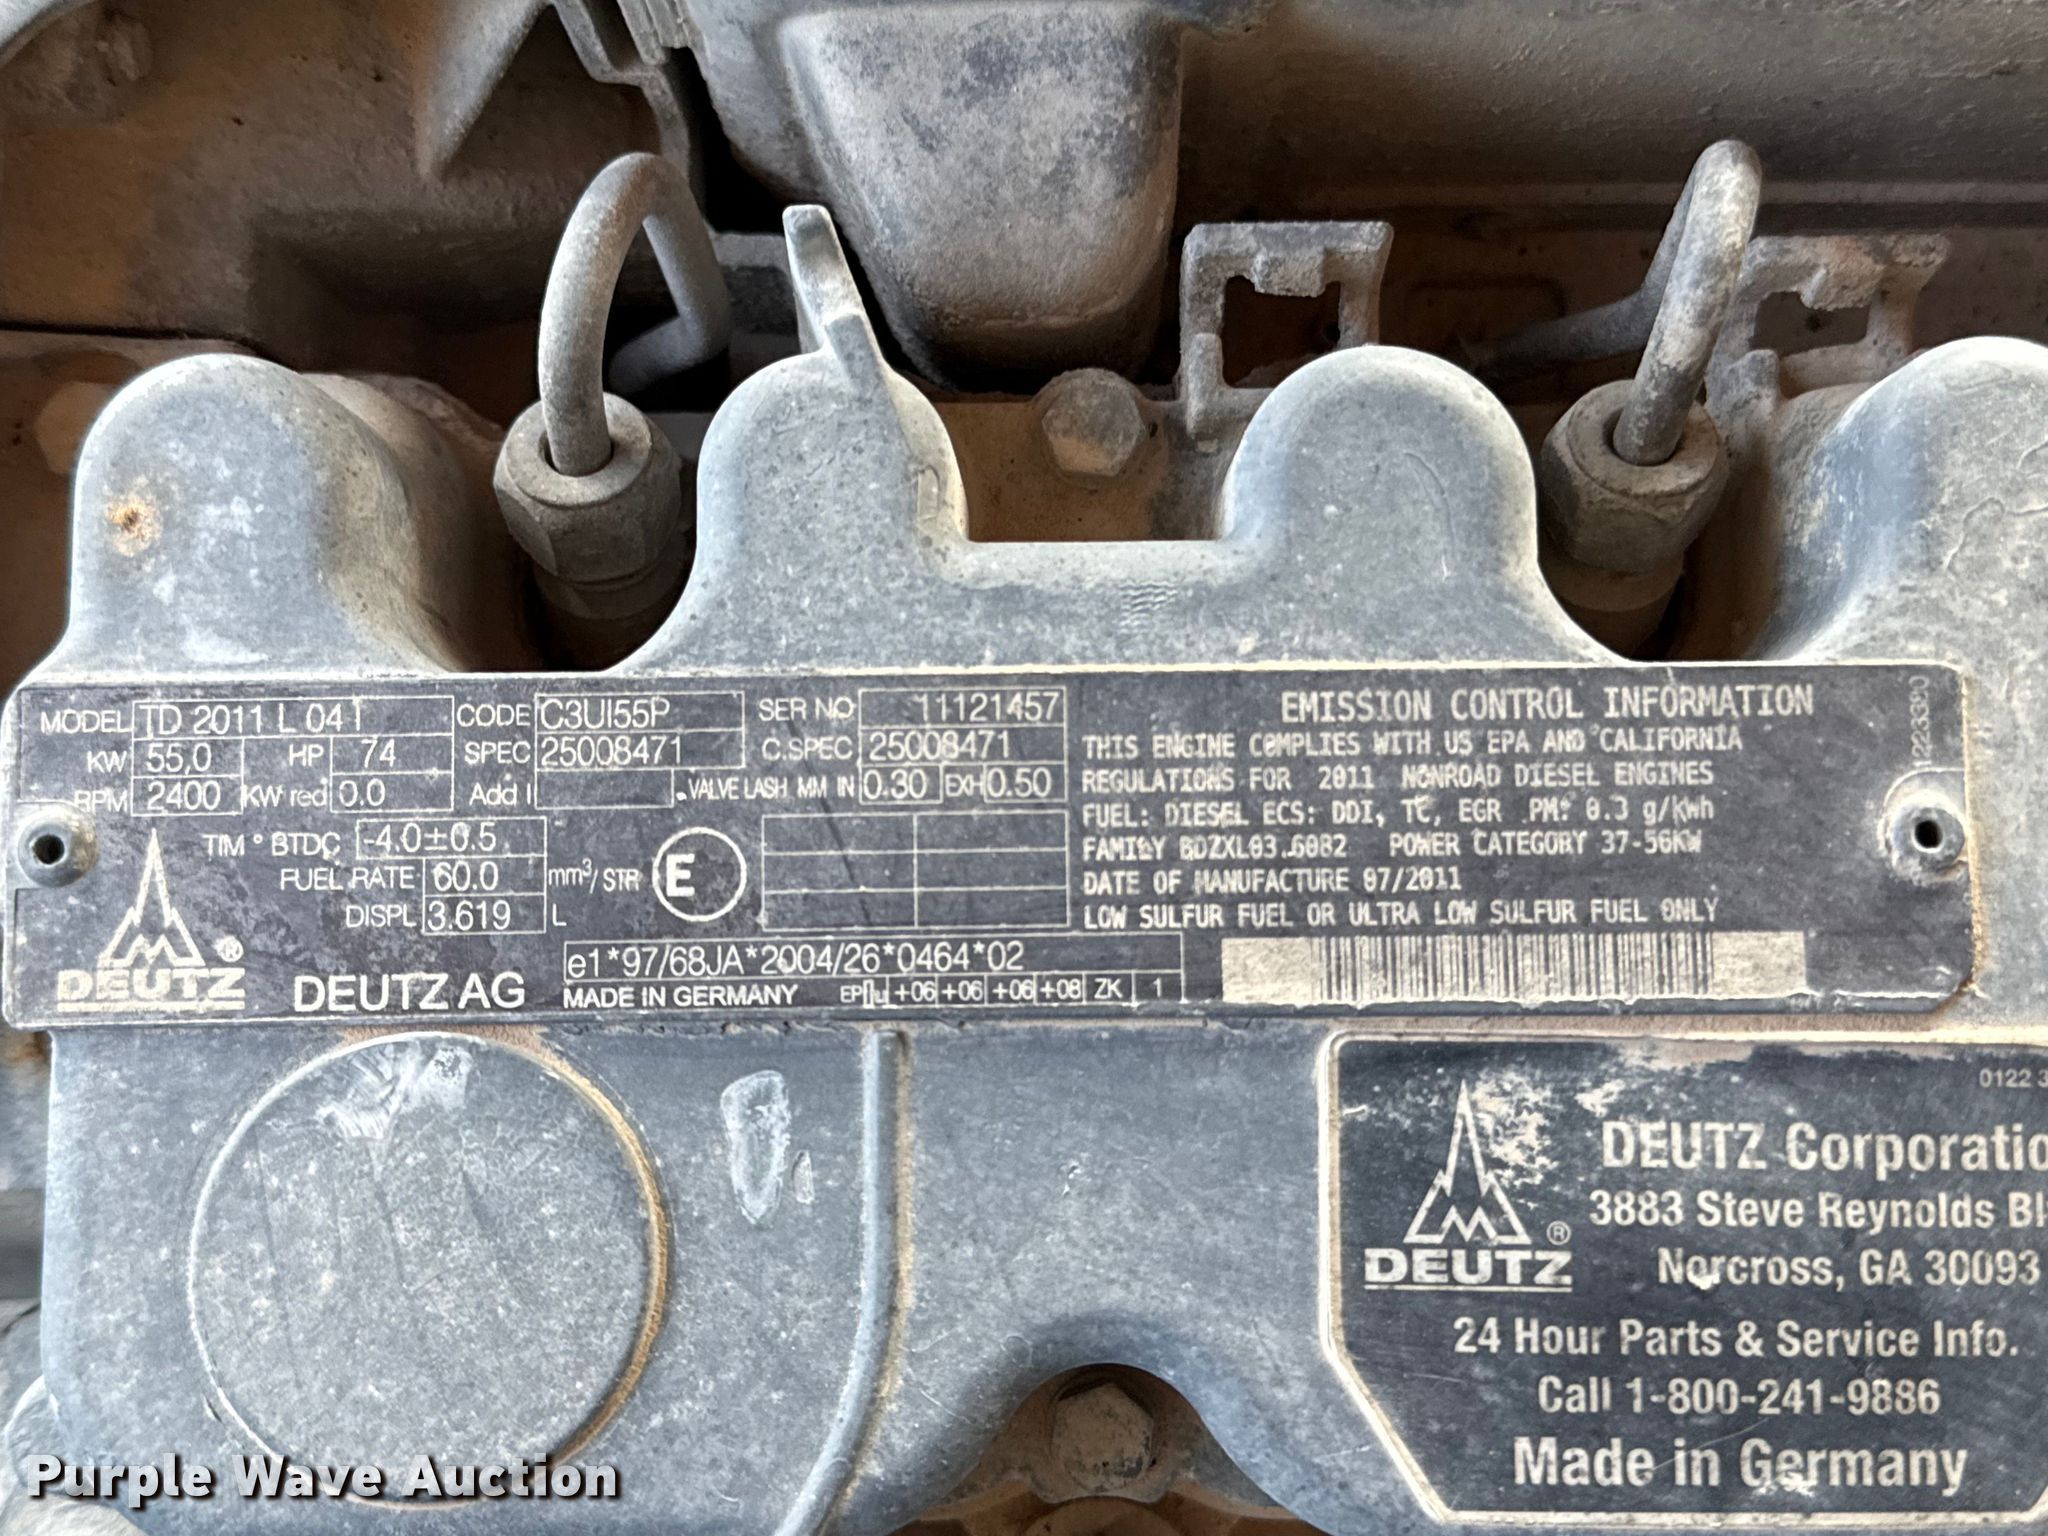 MODEL TD 2011 L 04 I CODE C3UI55P SER NO 11121457
KW 55,0 HP 74 SPEC 25008471 C.SPEC 25008471
RPM 2400 KW red 0.0 Add I VALVE LASH MM IN 0.30 EXH 0.50
TIM ° BTDC -4.0±0.5
FUEL RATE 60.0 mm³/STR E
DISPL 3.619 L
DEUTZ ®
DEUTZ AG
e1*97/68JA*2004/26*0464*02
MADE IN GERMANY EP +06 +06 +06 +08 ZK 1
EMISSION CONTROL INFORMATION
THIS ENGINE COMPLIES WITH US EPA AND CALIFORNIA
REGULATIONS FOR 2011 NONROAD DIESEL ENGINES
FUEL: DIESEL ECS: DDI, TC, EGR PM: 0.3 g/kWh
FAMILY BDZXL03.6082 POWER CATEGORY 37-56KW
DATE OF MANUFACTURE 07/2011
LOW SULFUR FUEL OR ULTRA LOW SULFUR FUEL ONLY
0122 3
DEUTZ ®
DEUTZ Corporatio
3883 Steve Reynolds Bl
Norcross, GA 30093
24 Hour Parts & Service Info.
Call 1-800-241-9886
Made in Germany
Purple Wave Auction